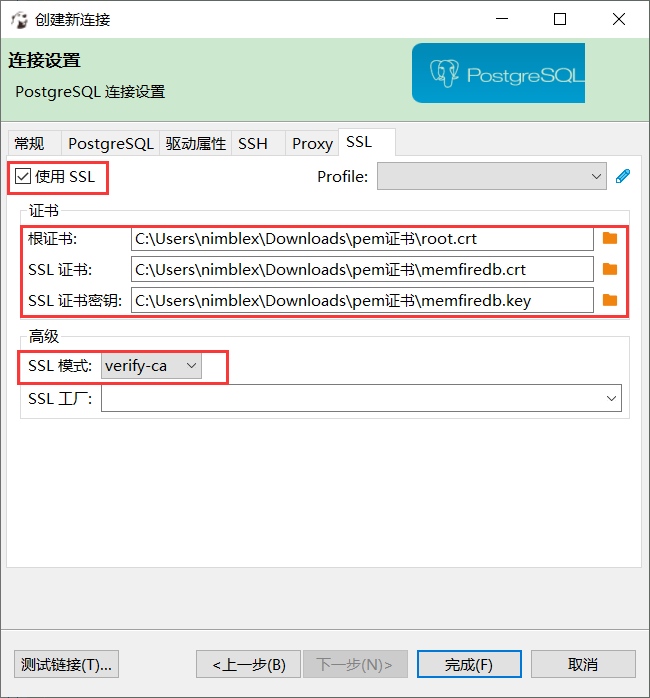 创建新连接
连接设置
PostgreSQL 连接设置
PostgreSQL
常规 PostgreSQL 驱动属性 SSH Proxy SSL
使用 SSL Profile:
证书
根证书: C:\Users\nimblex\Downloads\pem证书\root.crt
SSL 证书: C:\Users\nimblex\Downloads\pem证书\memfiredb.crt
SSL 证书密钥: C:\Users\nimblex\Downloads\pem证书\memfiredb.key
高级
SSL 模式: verify-ca
SSL 工厂:
测试链接(T)... <上一步(B) 下一步(N)> 完成(F) 取消